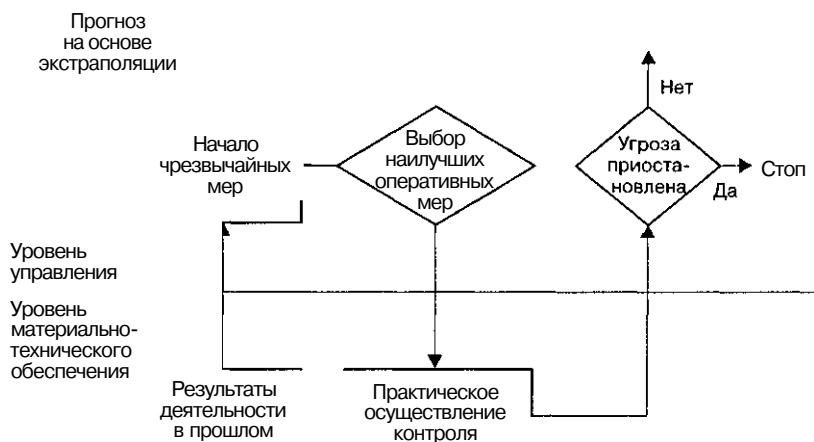 Прогноз
на основе
экстраполяции
Нет
Начало
чрезвычайных
мер
Выбор
наилучших
оперативных
мер
Угроза
приоста-
новлена
Стоп
Да
Уровень
управления
Уровень
материально-
технического
обеспечения
Результаты
деятельности
в прошлом
Практическое
осуществление
контроля